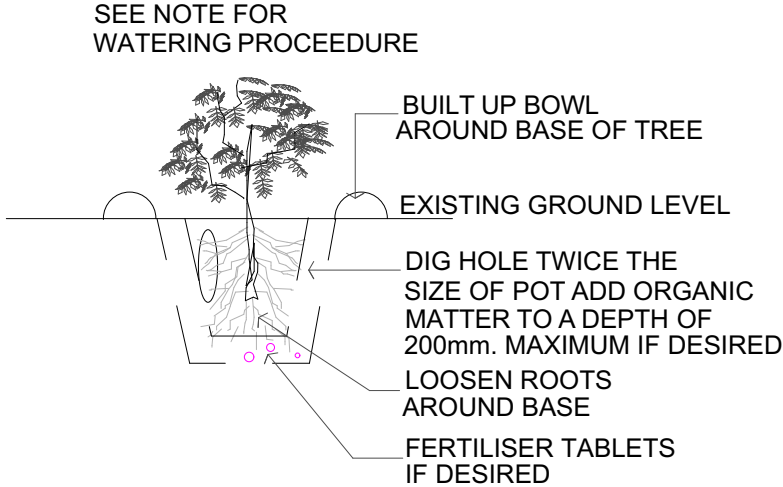 SEE NOTE FOR
WATERING PROCEEDURE
BUILT UP BOWL
AROUND BASE OF TREE
EXISTING GROUND LEVEL
DIG HOLE TWICE THE
SIZE OF POT ADD ORGANIC
MATTER TO A DEPTH OF
200mm. MAXIMUM IF DESIRED
LOOSEN ROOTS
AROUND BASE
FERTILISER TABLETS
IF DESIRED